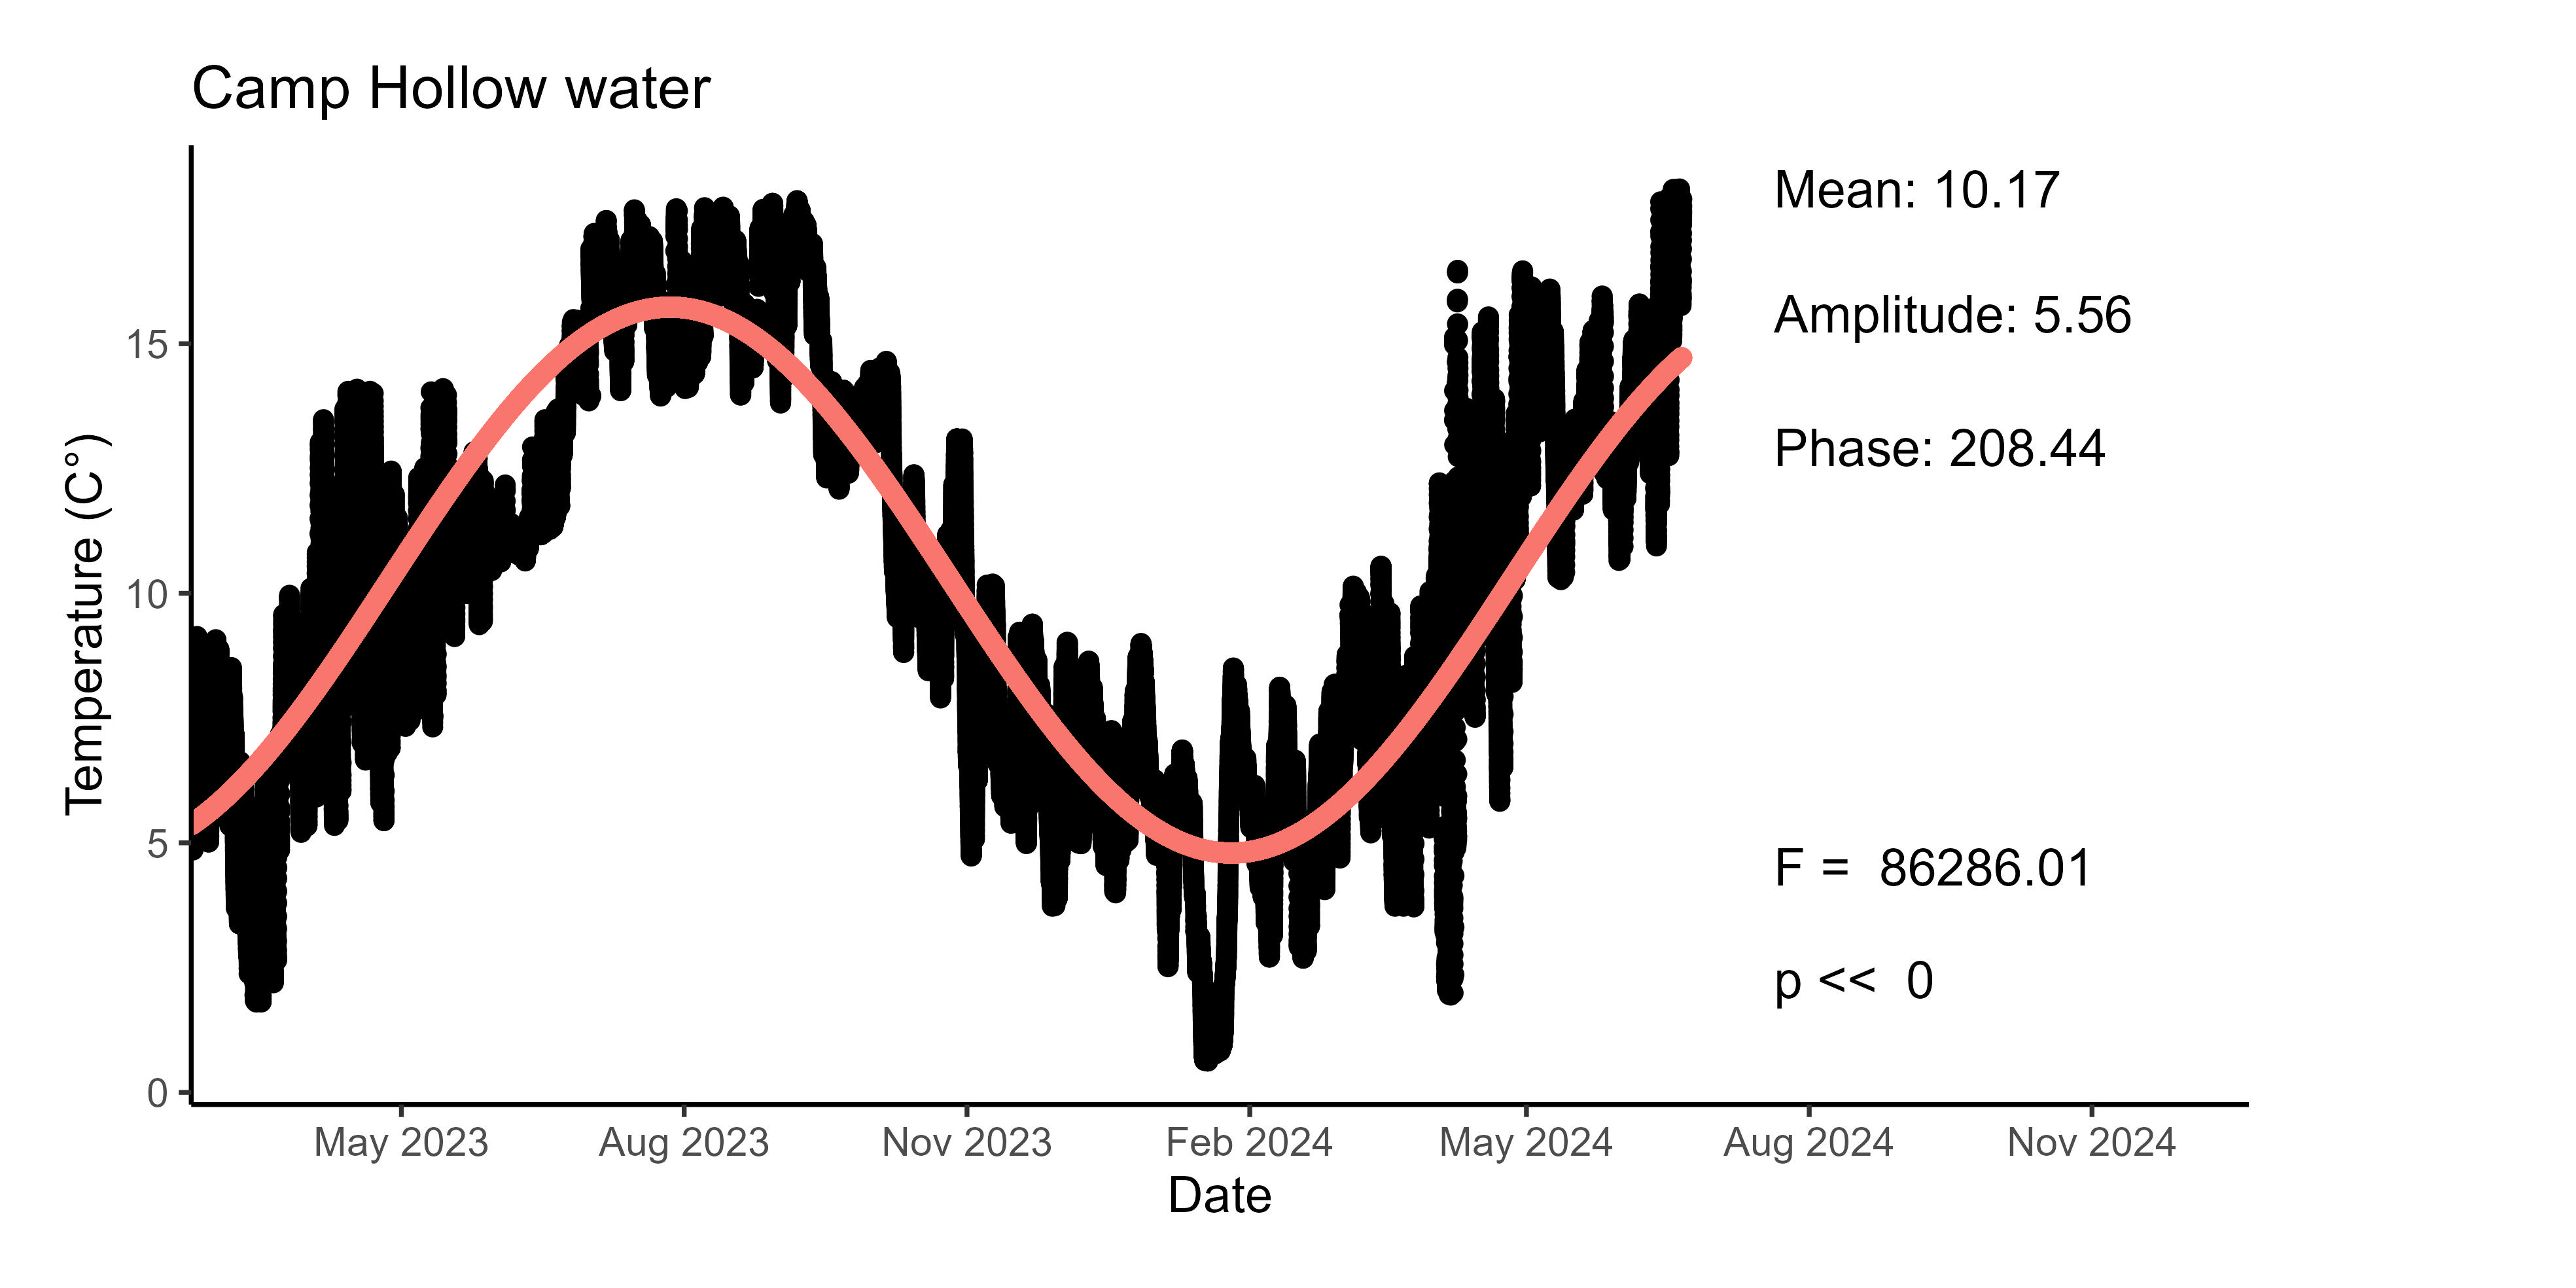 Camp Hollow water
Mean: 10.17
Amplitude: 5.56
Phase: 208.44
F =  86286.01
p <<  0
Temperature (C°)
15
10
5
0
May 2023
Aug 2023
Nov 2023
Feb 2024
May 2024
Aug 2024
Nov 2024
Date